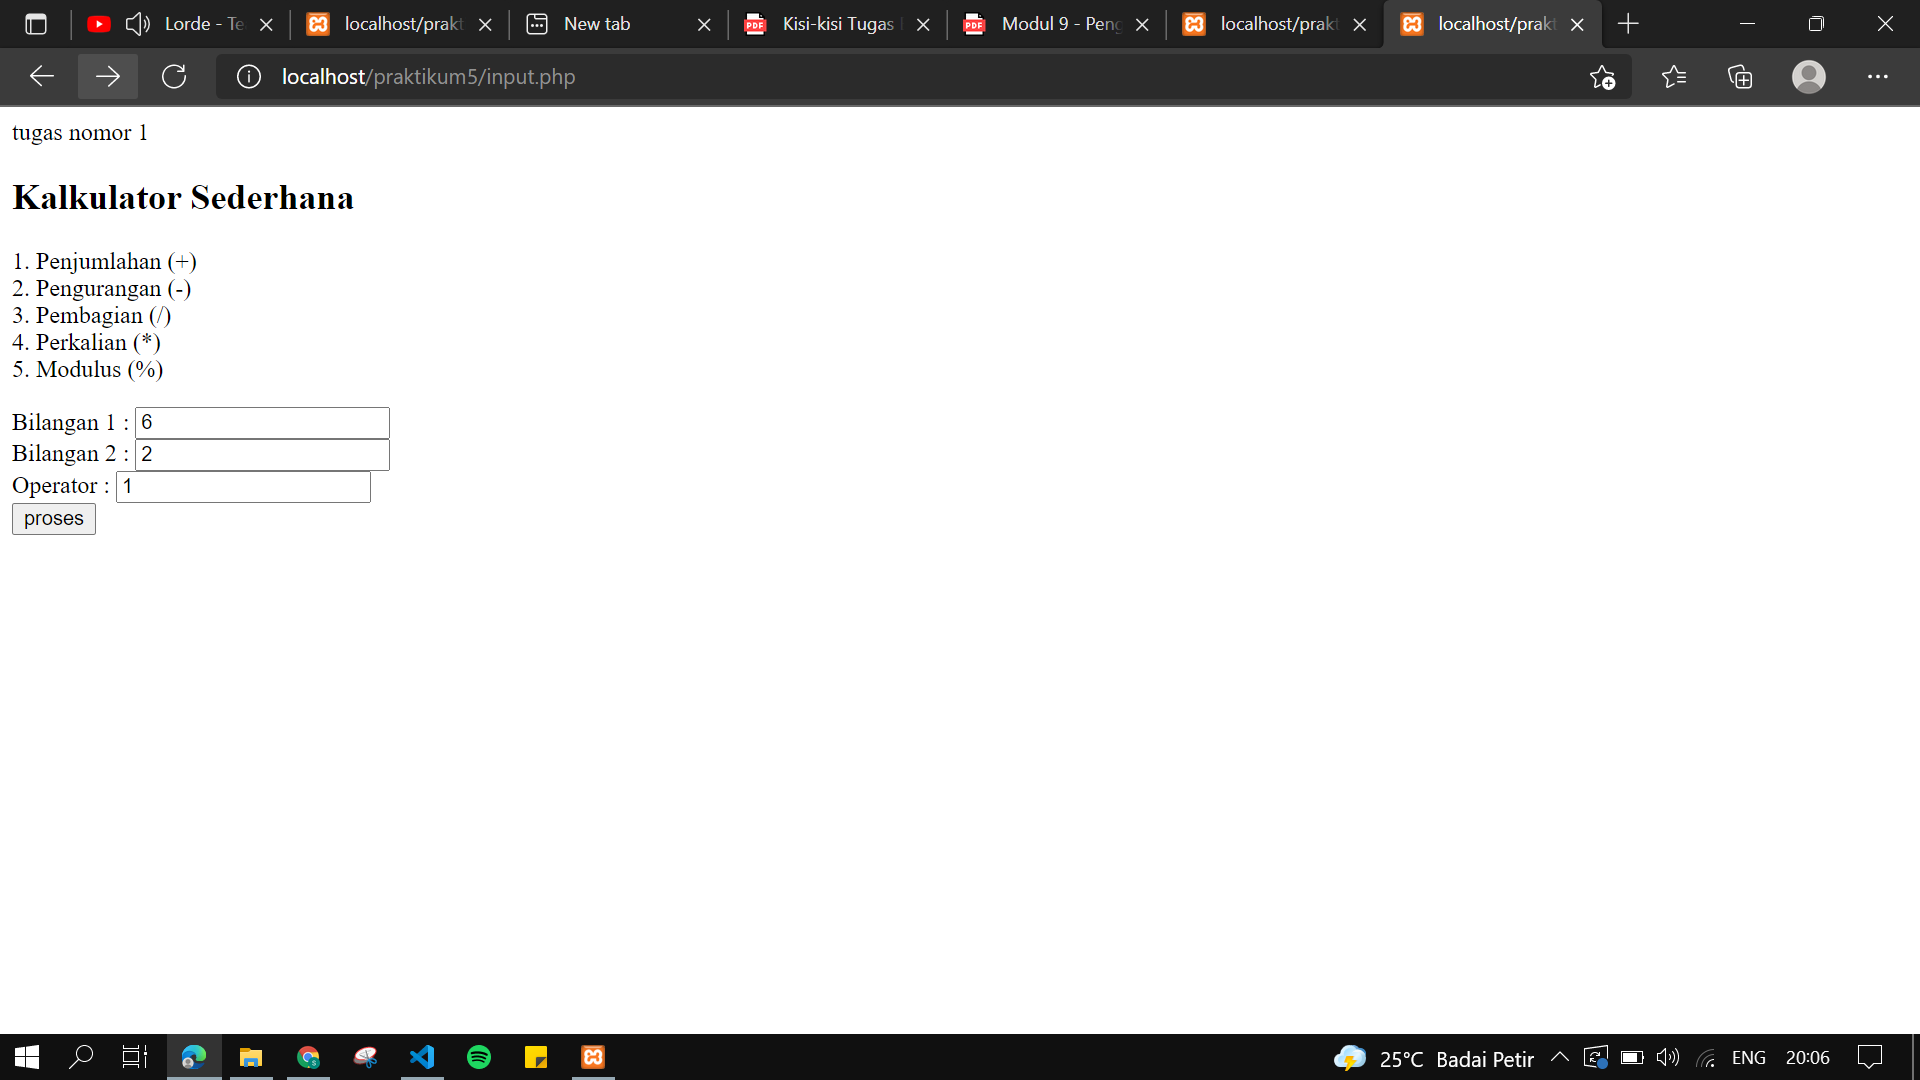 Lorde - Te
localhost/prakt
New tab
Kisi-kisi Tugas
Modul 9 - Peng
localhost/prakt
localhost/prakt
localhost/praktikum5/input.php
tugas nomor 1
Kalkulator Sederhana
1. Penjumlahan (+)
2. Pengurangan (-)
3. Pembagian (/)
4. Perkalian (*)
5. Modulus (%)
Bilangan 1 : 6
Bilangan 2 : 2
Operator : 1
proses
25°C Badai Petir ENG 20:06